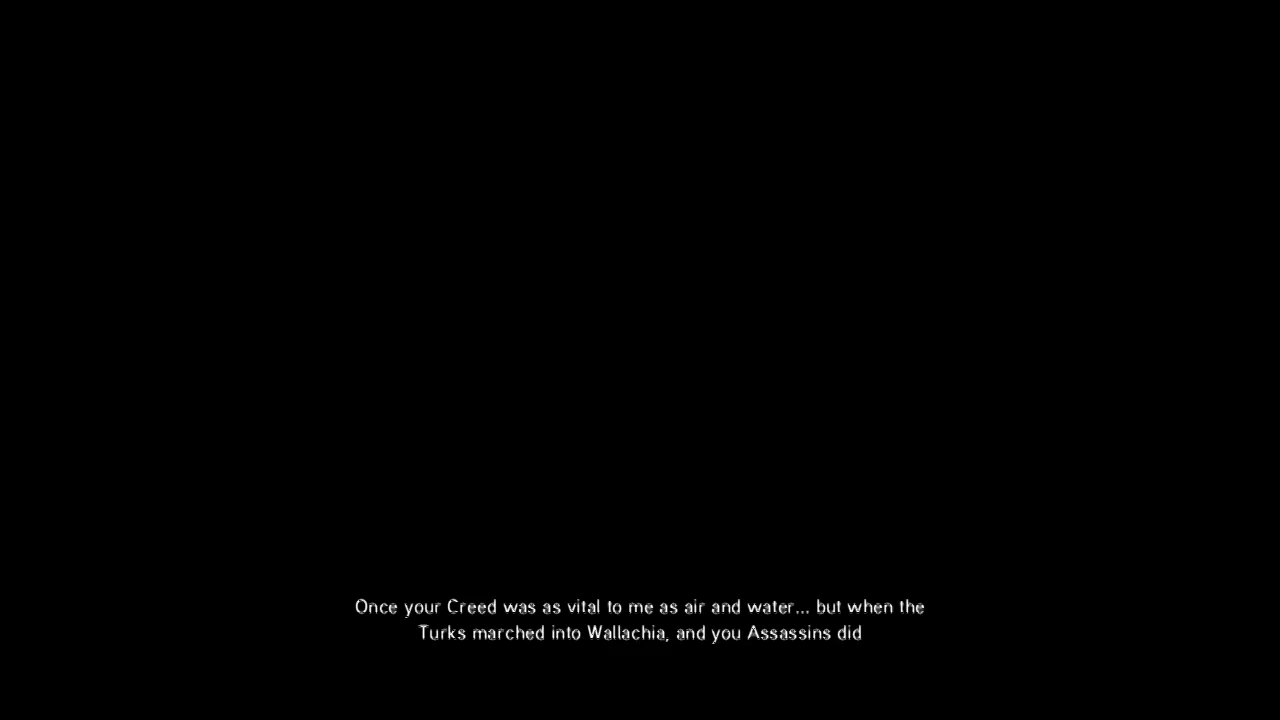 Once your Creed was as vital to me as air and water... but when the
Turks marched into Wallachia, and you Assassins did